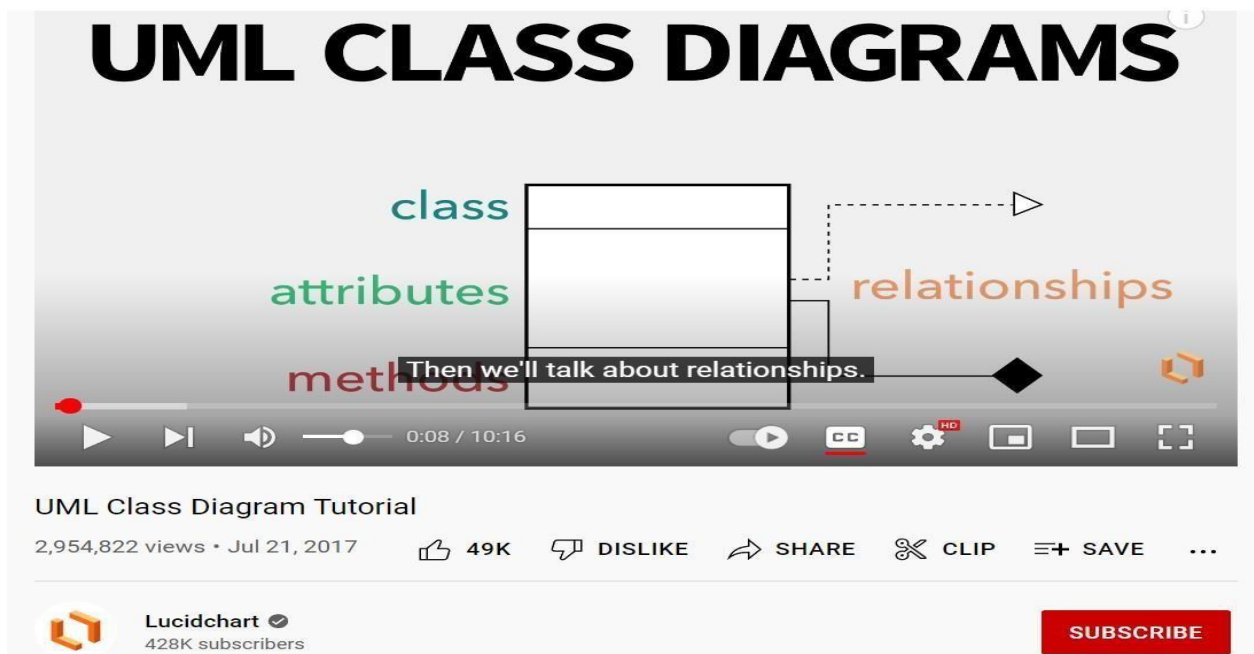 UML CLASS DIAGRAMS
class
attributes
relationships
methods
Then we'll talk about relationships.
0:08 / 10:16
CC
HD
UML Class Diagram Tutorial
2,954,822 views • Jul 21, 2017
49K
DISLIKE
SHARE
CLIP
SAVE
Lucidchart
428K subscribers
SUBSCRIBE